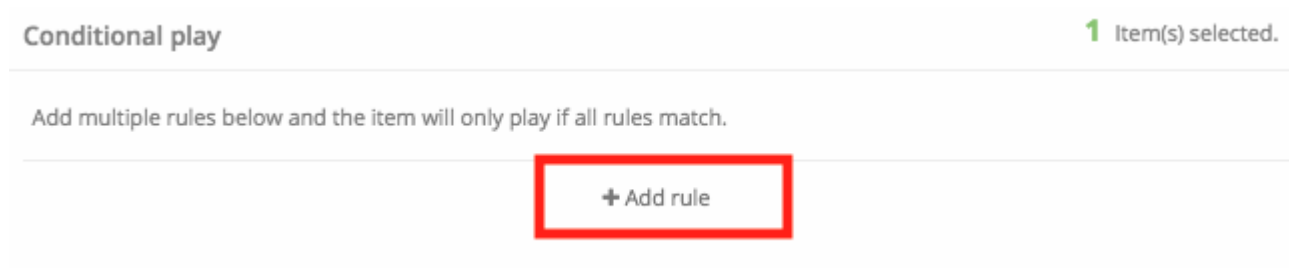 Conditional play
1 Item(s) selected.
Add multiple rules below and the item will only play if all rules match.
+ Add rule